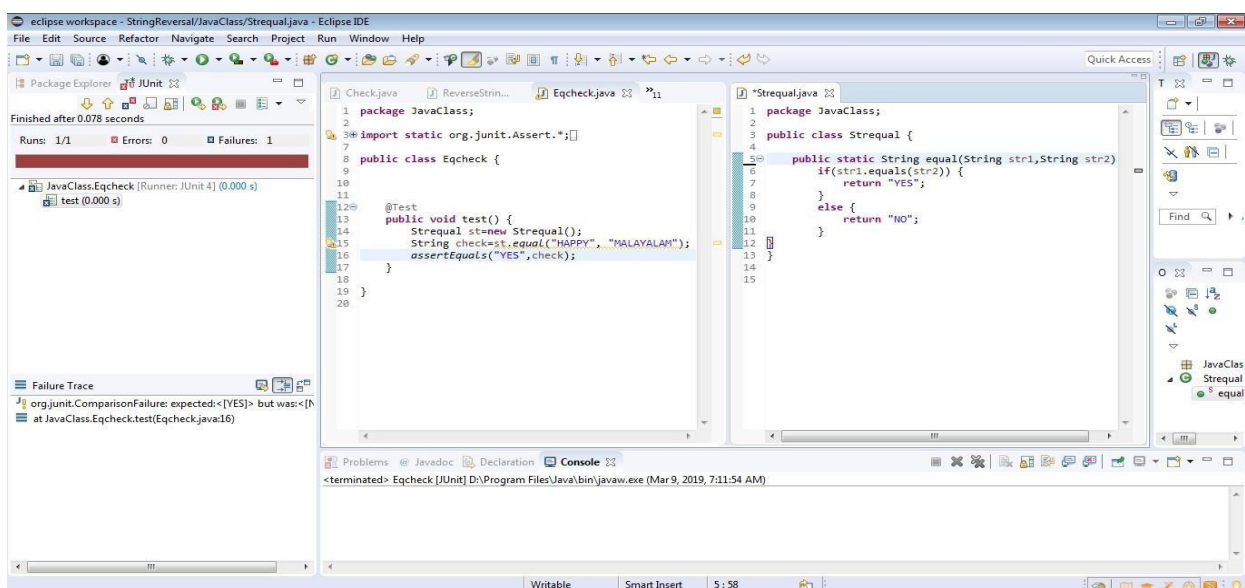 eclipse workspace - StringReversal/JavaClass/Strequal.java - Eclipse IDE
File Edit Source Refactor Navigate Search Project Run Window Help
Quick Access
Package Explorer JUnit
Finished after 0.078 seconds
Runs: 1/1 Errors: 0 Failures: 1
JavaClass.Eqcheck [Runner: JUnit 4] (0.000 s)
test (0.000 s)
Failure Trace
org.junit.ComparisonFailure: expected:<[YES]> but was:<[N
at JavaClass.Eqcheck.test(Eqcheck.java:16)
Check.java ReverseStrin... Eqcheck.java »11
1 package JavaClass;
2
3 import static org.junit.Assert.*;
7
8 public class Eqcheck {
9
10
11
12 @Test
13 public void test() {
14 Strequal st=new Strequal();
15 String check=st.equal("HAPPY", "MALAYALAM");
16 assertEquals("YES",check);
17 }
18
19 }
20
*Strequal.java
1 package JavaClass;
2
3 public class Strequal {
4
5 public static String equal(String str1,String str2)
6 if(str1.equals(str2)) {
7 return "YES";
8 }
9 else {
10 return "NO";
11 }
12 }
13 }
14
15
Find
JavaClas
Strequal
equal
Problems Javadoc Declaration Console
<terminated> Eqcheck [JUnit] D:\Program Files\Java\bin\javaw.exe (Mar 9, 2019, 7:11:54 AM)
Writable Smart Insert 5 : 58